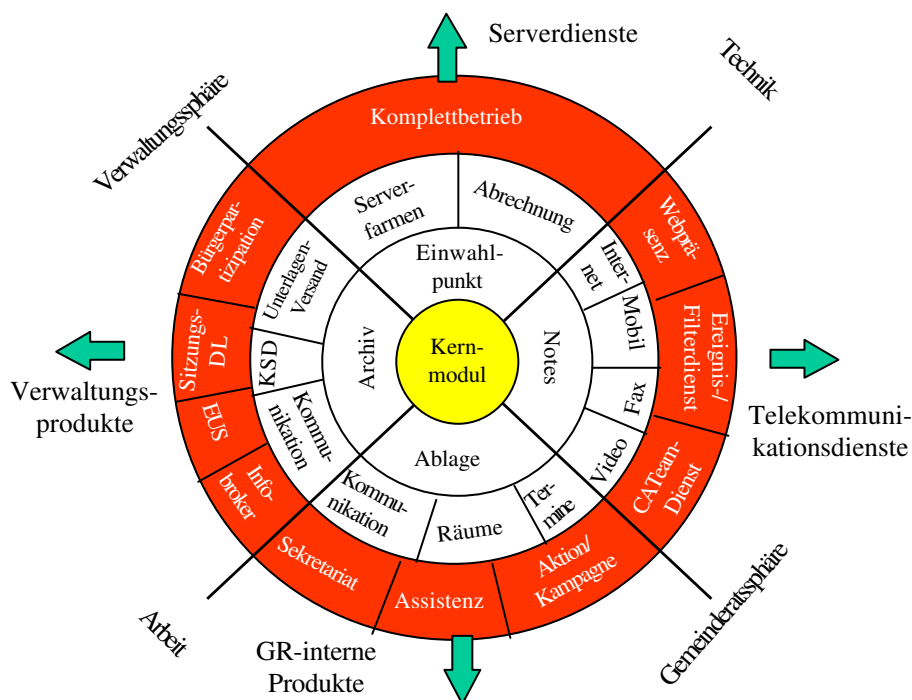 Serverdienste
Technik
Verwaltungssphäre
Komplettbetrieb
Server-
farmen
Abrechnung
Webprä-
senz
Bürgerpar-
tizipation
Unterlagen-
Versand
Einwahl-
punkt
Inter-
net
Mobil
Ereignis-/
Filterdienst
Sitzungs-
DL
KSD
Archiv
Kern-
modul
Notes
Fax
Verwaltungs-
produkte
Telekommuni-
kationsdienste
EUS
Kommu-
nikation
Ablage
Video
CATeam-
Dienst
Info-
broker
Kommu-
nikation
Räume
Ter-
mine
Sekretariat
Assistenz
Aktion/
Kampagne
Arbeit
GR-interne
Produkte
Gemeinderatssphäre